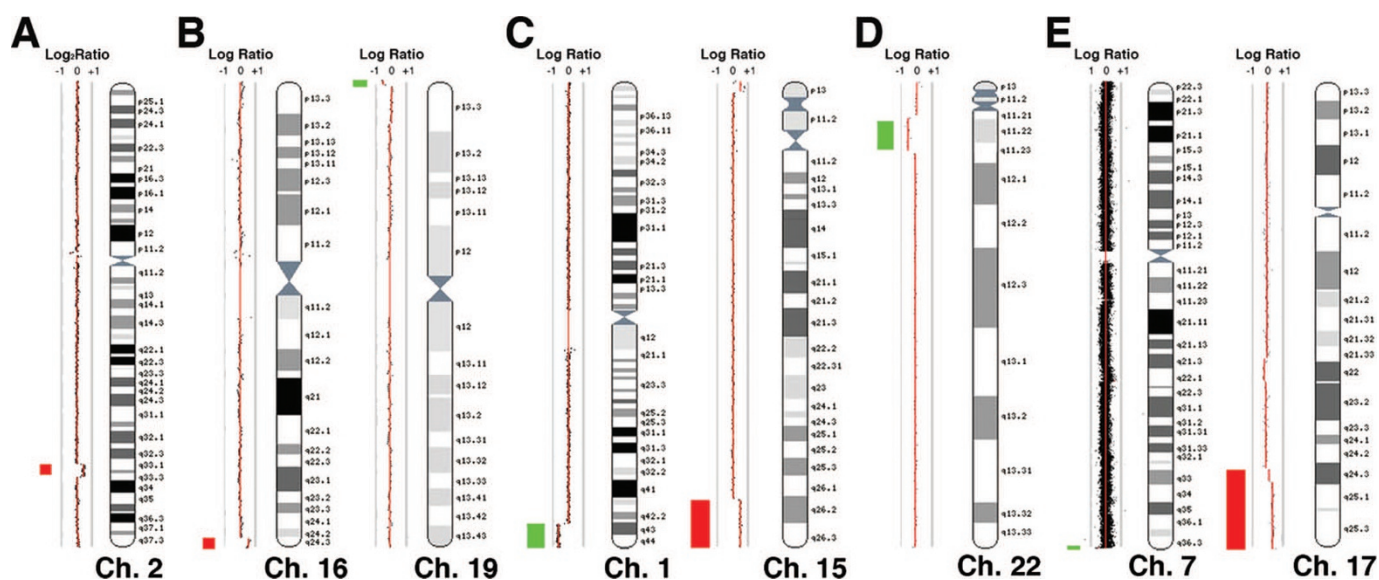 A
Log₂Ratio
-1 0 +1
p25.1
p24.3
p24.1
p22.3
p21
p16.3
p16.1
p14
p12
p11.2
q11.2
q13
q14.1
q14.3
q22.1
q22.3
q23.3
q24.1
q24.2
q24.3
q31.1
q32.1
q32.3
q33.1
q33.3
q34
q35
q36.3
q37.1
q37.3
Ch. 2
B
Log Ratio
-1 0 +1
p13.3
p13.2
p13.13
p13.12
p13.11
p12.3
p12.1
p11.2
q11.2
q12.1
q12.2
q21
q22.1
q22.2
q22.3
q23.1
q23.2
q23.3
q24.1
q24.2
q24.3
Ch. 16
Log Ratio
-1 0 +1
p13.3
p13.2
p13.13
p13.12
p13.11
p12
q12
q13.11
q13.12
q13.2
q13.31
q13.32
q13.33
q13.41
q13.42
q13.43
Ch. 19
C
Log Ratio
-1 0 +1
p36.13
p36.11
p34.3
p34.2
p32.3
p31.3
p31.2
p31.1
p21.3
p21.1
p13.3
q12
q21.1
q23.3
q25.2
q25.3
q31.1
q31.3
q32.2
q41
q42.2
q43
q44
Ch. 1
Log Ratio
-1 0 +1
p13
p11.2
q11.2
q12
q13.1
q13.3
q14
q15.1
q21.1
q21.2
q21.3
q22.2
q22.31
q23
q24.1
q24.3
q25.1
q25.2
q25.3
q26.1
q26.2
q26.3
Ch. 15
D
Log Ratio
-1 0 +1
p13
p11.2
q11.21
q11.22
q11.23
q12.1
q12.2
q12.3
q13.1
q13.2
q13.31
q13.32
q13.33
Ch. 22
E
Log Ratio
1 0 +1
p22.3
p22.1
p21.3
p21.1
p15.3
p15.1
p14.3
p14.1
p13
p12.3
p12.1
p11.2
q11.21
q11.22
q11.23
q21.11
q21.13
q21.3
q22.1
q22.3
q31.1
q31.2
q31.31
q31.33
q32.1
q33
q34
q35
q36.1
q36.3
Ch. 7
Log Ratio
-1 0 +1
p13.3
p13.2
p13.1
p12
p11.2
q11.2
q12
q21.2
q21.31
q21.32
q21.33
q22
q23.2
q23.3
q24.1
q24.2
q24.3
q25.1
q25.3
Ch. 17